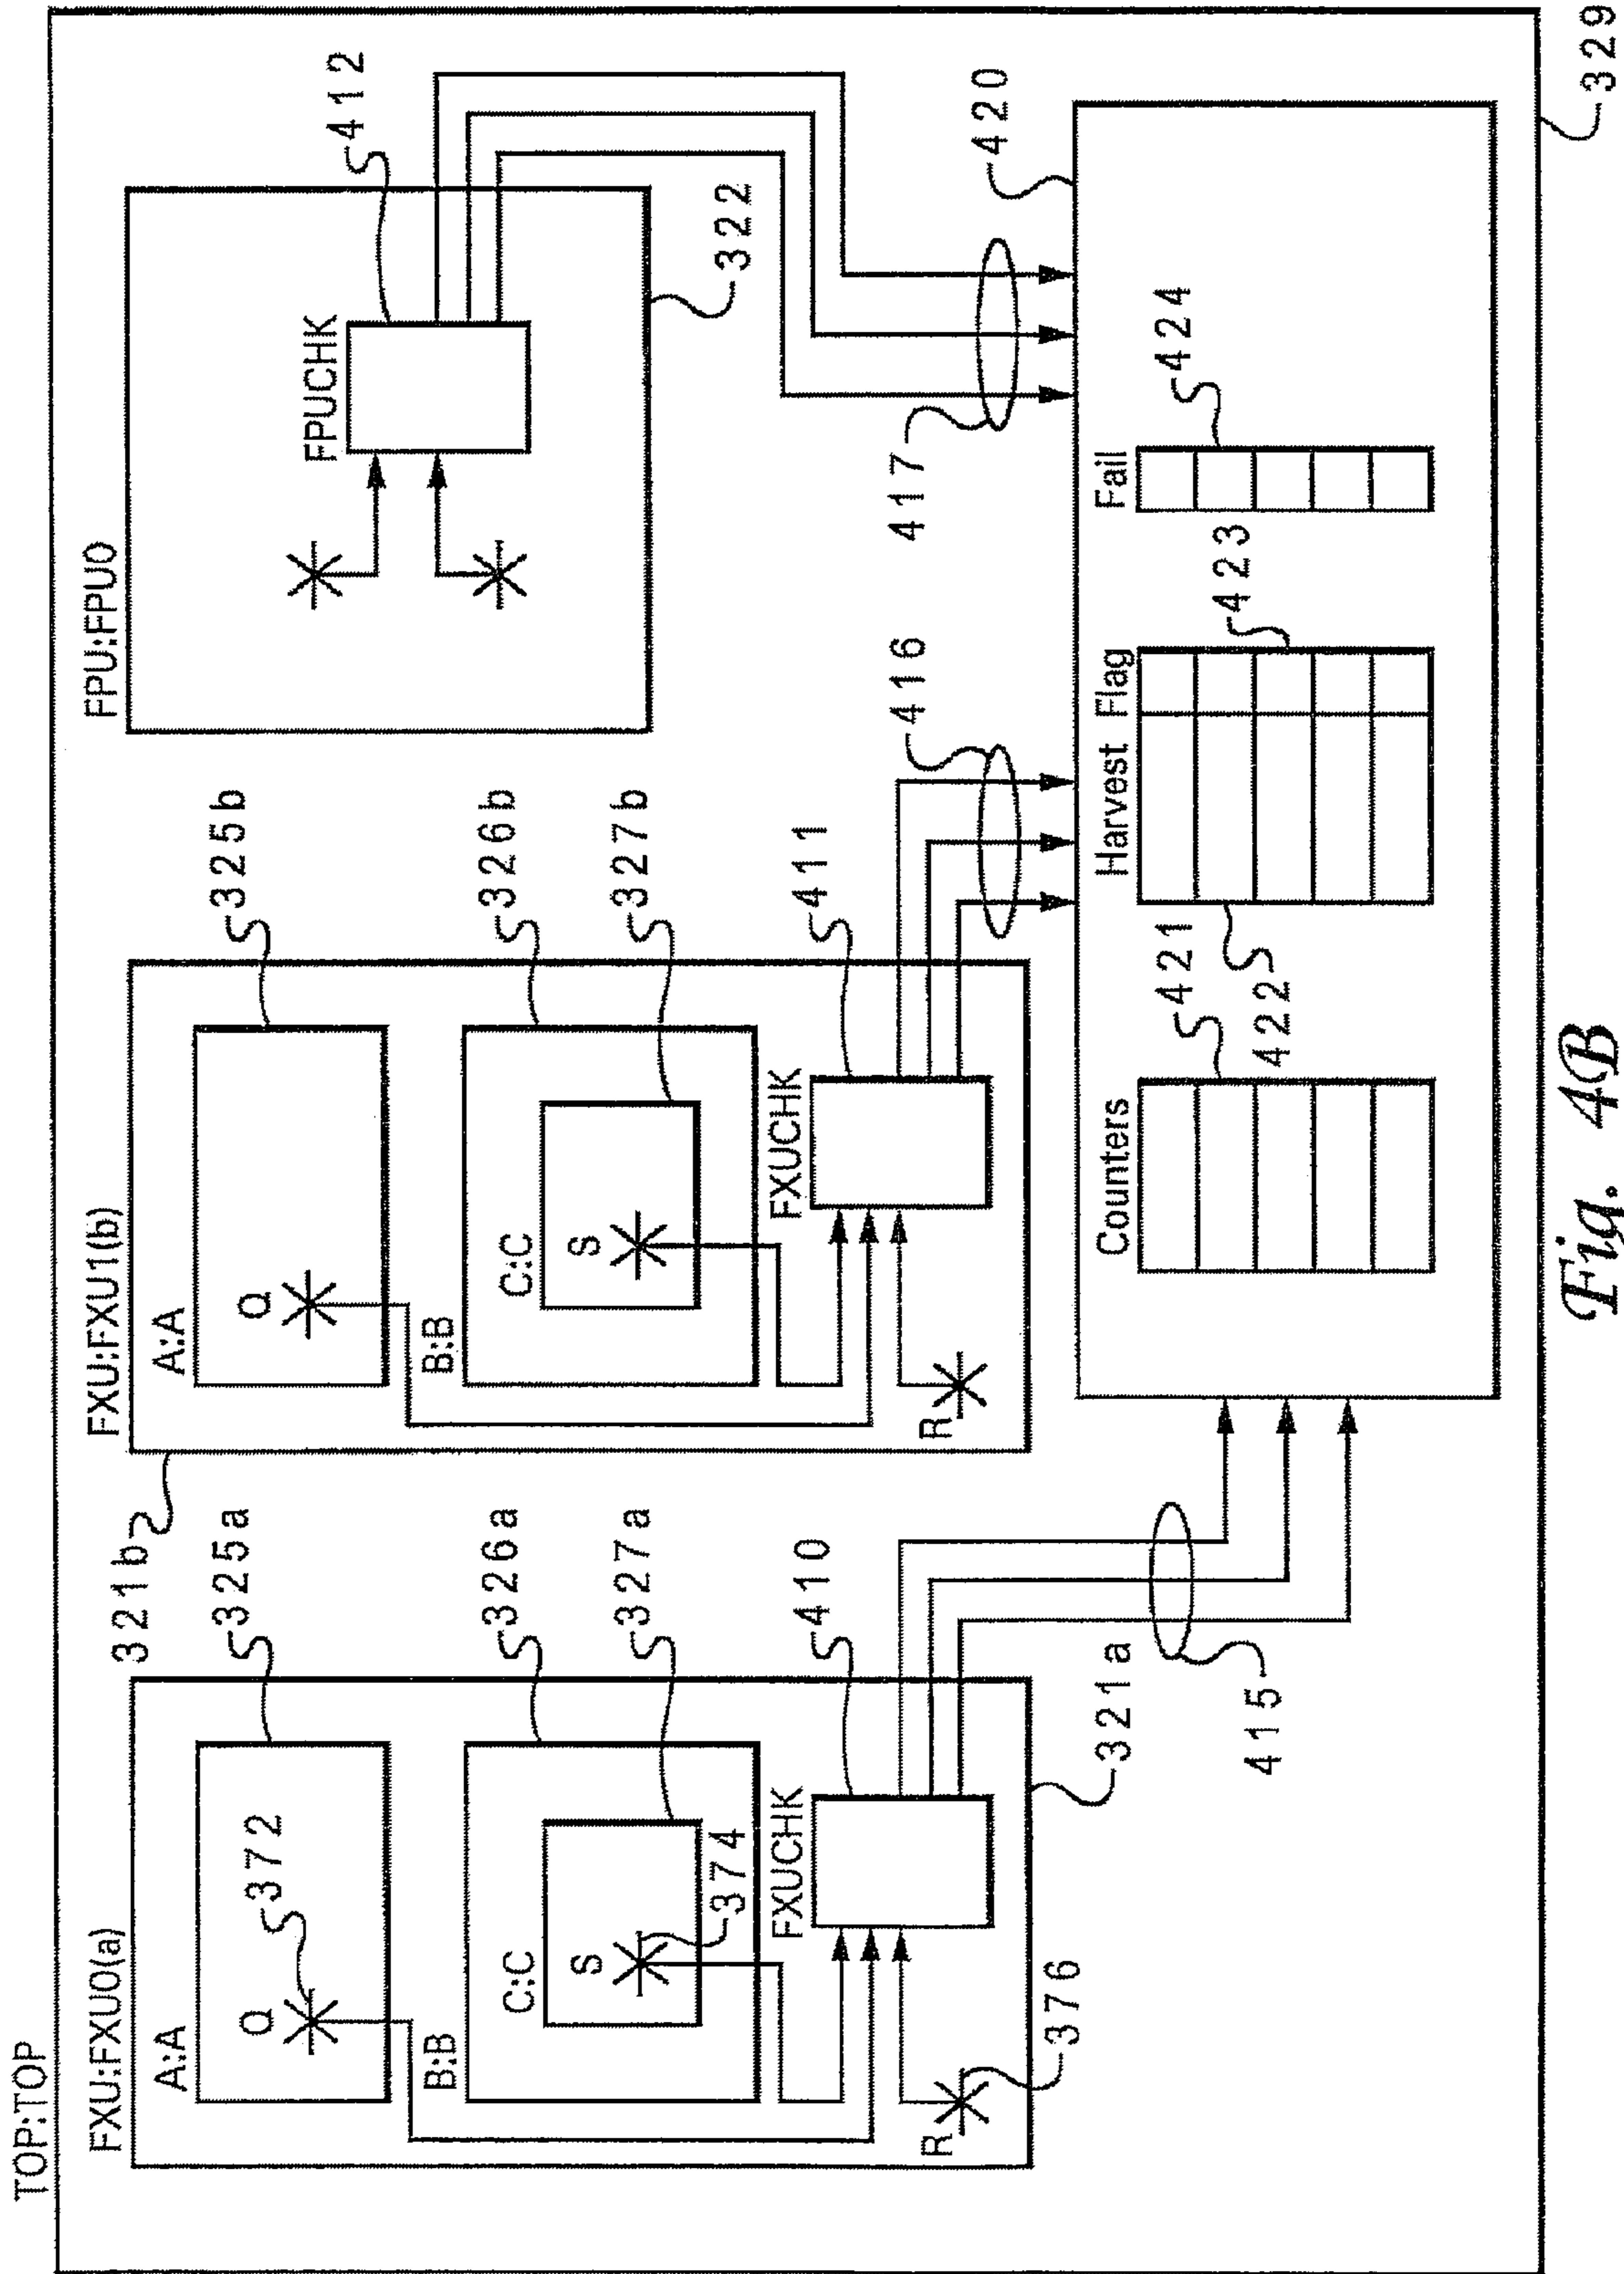 TOP:TOP
FXU:FXU0(a)
A:A
Q
372
325a
B:B
C:C
S
374
326a
327a
FXUCHK
410
R
376
321a
415
321b
FXU:FXU1(b)
A:A
Q
325b
B:B
C:C
S
326b
327b
FXUCHK
411
R
416
FPU:FPU0
FPUCHK
412
322
417
420
Counters
421
422
Harvest Flag
423
Fail
424
329
Fig. 4B